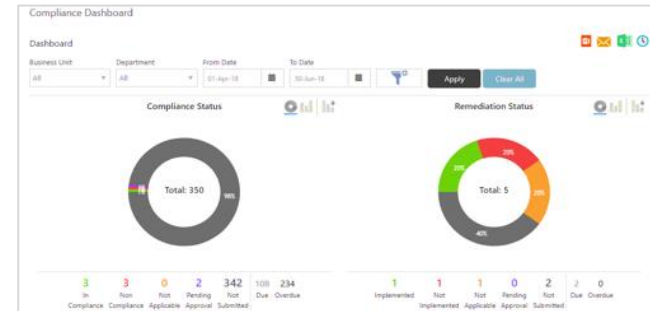 Compliance Dashboard
Dashboard
Business Unit Department From Date To Date
All All 01-Apr-18 30-Jun-18 Apply Clear All
Compliance Status Remediation Status
Total: 350 98% Total: 5 20% 20% 20% 40%
3 3 0 2 342 108 234 1 1 1 0 2 2 0
In Compliance Non Compliance Not Applicable Pending Approval Not Submitted Due Overdue Implemented Not Implemented Not Applicable Pending Approval Not Submitted Due Overdue